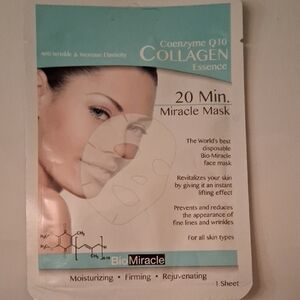 Coenzyme Q10
Anti-Wrinkle & Increase Elasticity
COLLAGEN
Essence
20 Min.
Miracle Mask
The World's best
disposable
Bio-Miracle
face mask
Revitalizes your skin
by giving it an instant
lifting effect
Prevents and reduces
the appearance of
fine lines and wrinkles
For all skin types
BioMiracle
Moisturizing • Firming • Rejuvenating
1 Sheet